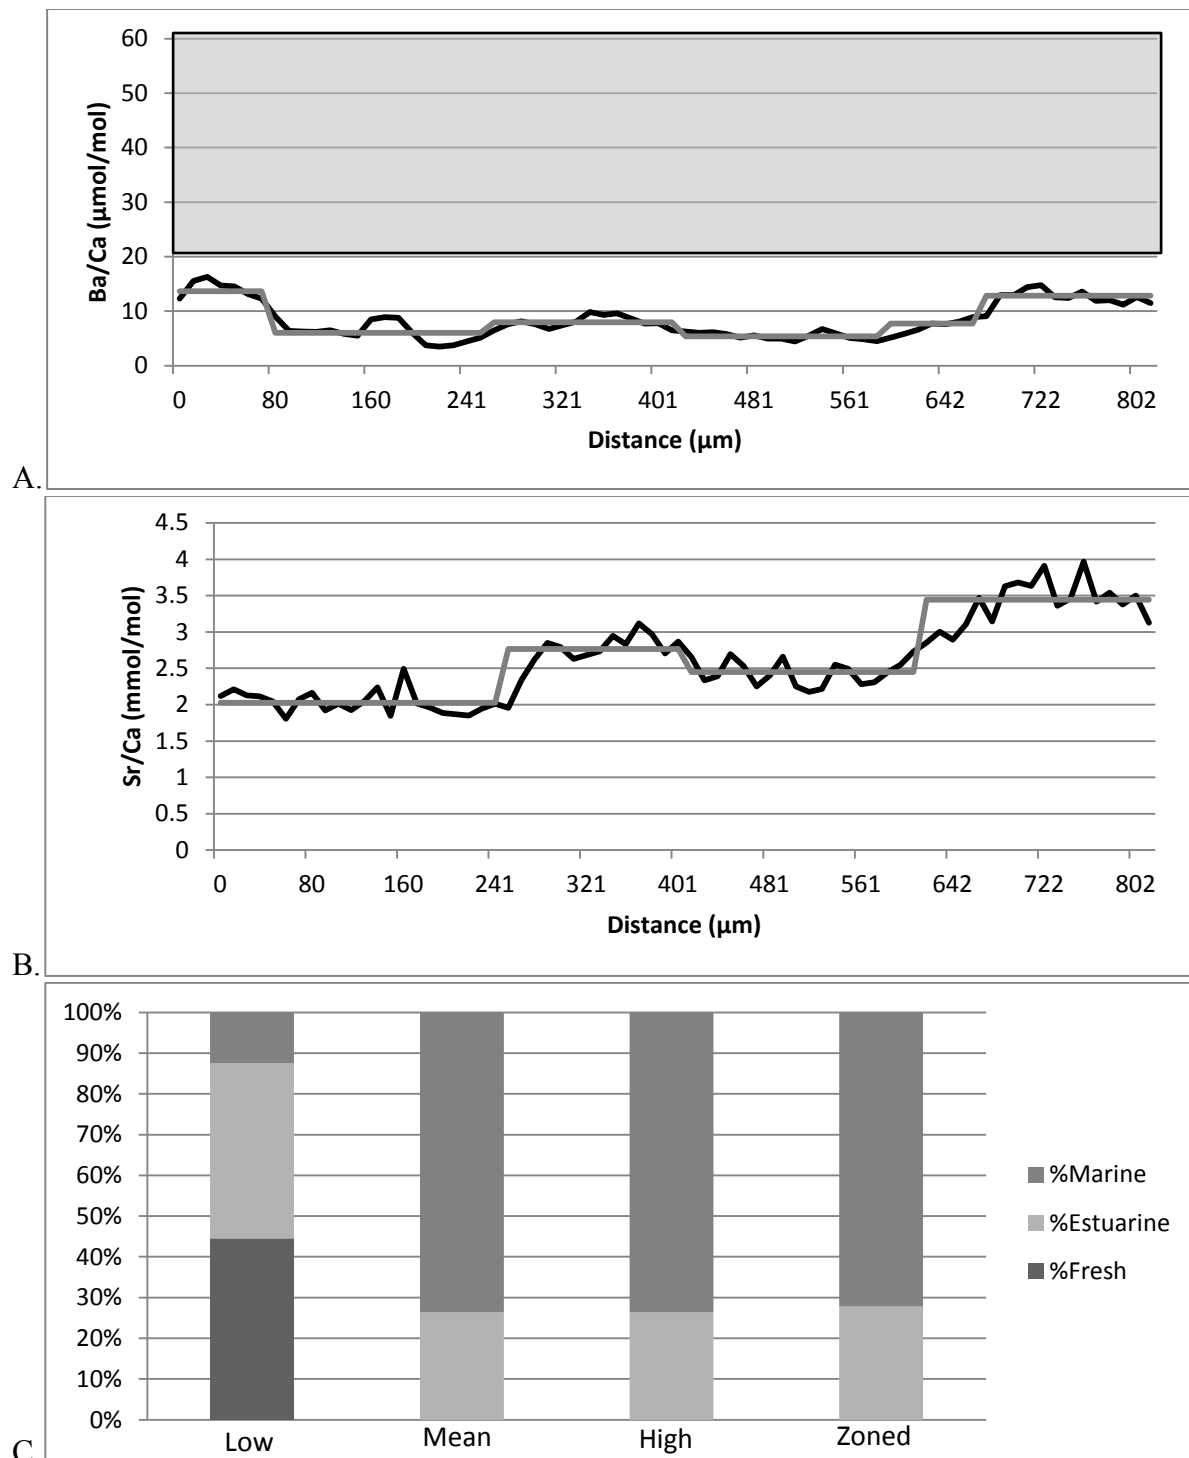 60
50
40
30
20
10
0
Ba/Ca (µmol/mol)
0 80 160 241 321 401 481 561 642 722 802
Distance (µm)
A.
4.5
4
3.5
3
2.5
2
1.5
1
0.5
0
Sr/Ca (mmol/mol)
0 80 160 241 321 401 481 561 642 722 802
Distance (µm)
B.
100%
90%
80%
70%
60%
50%
40%
30%
20%
10%
0%
Low Mean High Zoned
%Marine
%Estuarine
%Fresh
C